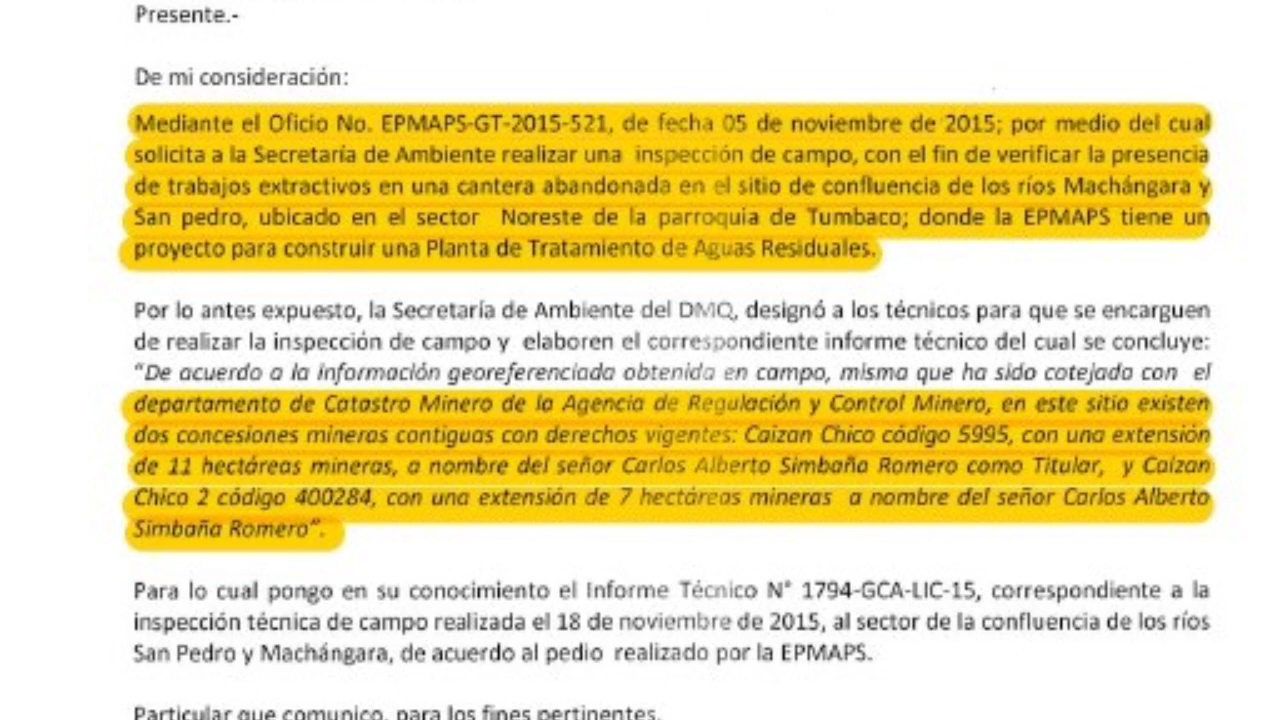 Presente.-
De mi consideración:
Mediante el Oficio No. EPMAPS-GT-2015-521, de fecha 05 de noviembre de 2015; por medio del cual
solicita a la Secretaría de Ambiente realizar una inspección de campo, con el fin de verificar la presencia
de trabajos extractivos en una cantera abandonada en el sitio de confluencia de los ríos Machángara y
San pedro, ubicado en el sector Noreste de la parroquia de Tumbaco; donde la EPMAPS tiene un
proyecto para construir una Planta de Tratamiento de Aguas Residuales.
Por lo antes expuesto, la Secretaría de Ambiente del DMQ, designó a los técnicos para que se encarguen
de realizar la inspección de campo y elaboren el correspondiente informe técnico del cual se concluye:
“De acuerdo a la información georeferenciada obtenida en campo, misma que ha sido cotejada con el
departamento de Catastro Minero de la Agencia de Regulación y Control Minero, en este sitio existen
dos concesiones mineras contiguas con derechos vigentes: Caizan Chico código 5995, con una extensión
de 11 hectáreas mineras, a nombre del señor Carlos Alberto Simbaña Romero como Titular, y Caizan
Chico 2 código 400284, con una extensión de 7 hectáreas mineras a nombre del señor Carlos Alberto
Simbaña Romero”.
Para lo cual pongo en su conocimiento el Informe Técnico N° 1794-GCA-LIC-15, correspondiente a la
inspección técnica de campo realizada el 18 de noviembre de 2015, al sector de la confluencia de los ríos
San Pedro y Machángara, de acuerdo al pedio realizado por la EPMAPS.
Particular que comunico, para los fines pertinentes.